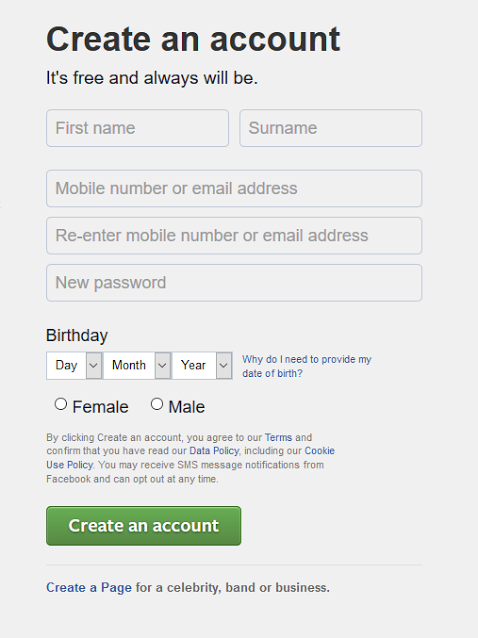 Create an account
It's free and always will be.
First name Surname
Mobile number or email address
Re-enter mobile number or email address
New password
Birthday
Day Month Year Why do I need to provide my
date of birth?
Female Male
By clicking Create an account, you agree to our Terms and
confirm that you have read our Data Policy, including our Cookie
Use Policy. You may receive SMS message notifications from
Facebook and can opt out at any time.
Create an account
Create a Page for a celebrity, band or business.